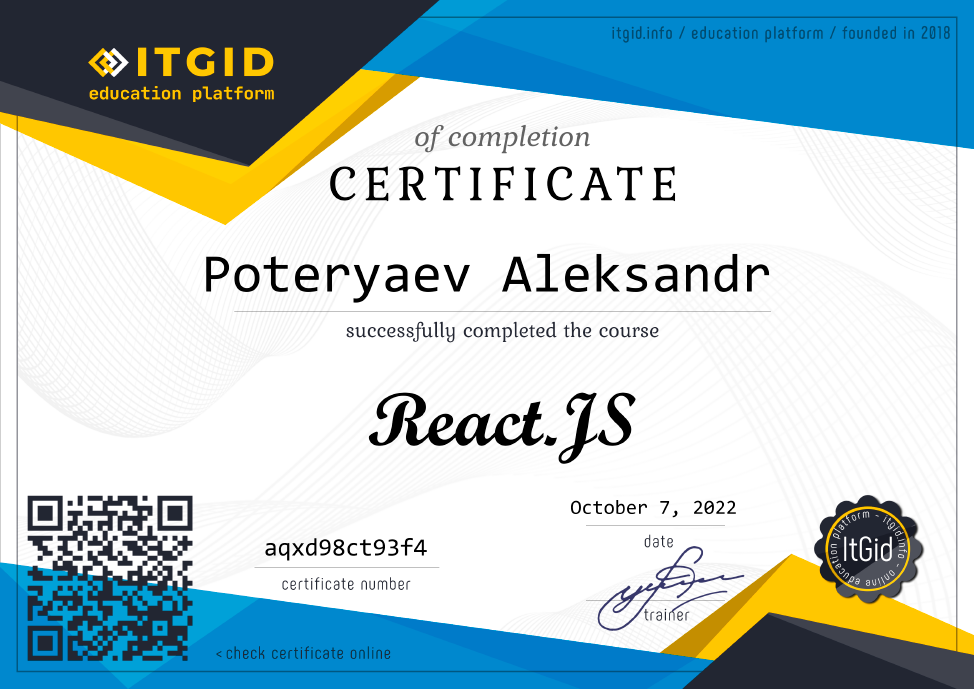 itgid.info / education platform / founded in 2018
ITGID
education platform
of completion
CERTIFICATE
Poteryaev Aleksandr
successfully completed the course
React.JS
October 7, 2022
date
aqxd98ct93f4
certificate number
trainer
education platform - itgid.info - online
ItGid
< check certificate online